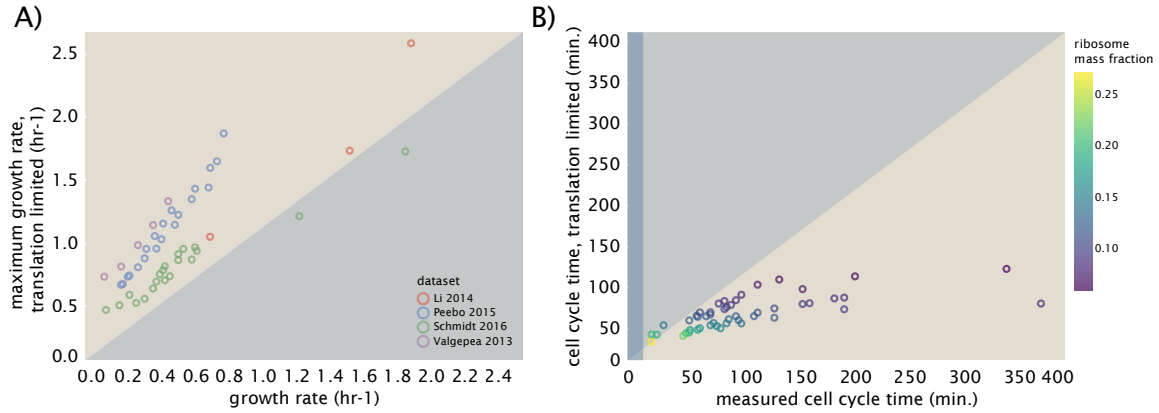 A)
maximum growth rate,
translation limited (hr-1)
2.5
2.0
1.5
1.0
0.5
0.0
0.0 0.2 0.4 0.6 0.8 1.0 1.2 1.4 1.6 1.8 2.0 2.2 2.4
growth rate (hr-1)
dataset
Li 2014
Peebo 2015
Schmidt 2016
Valgepea 2013
B)
cell cycle time, translation limited (min.)
400
350
300
250
200
150
100
50
0
0 50 100 150 200 250 300 350 400
measured cell cycle time (min.)
ribosome
mass fraction
0.25
0.20
0.15
0.10